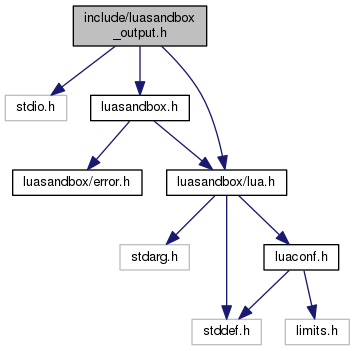 include/luasandbox
_output.h
stdio.h
luasandbox.h
luasandbox/error.h
luasandbox/lua.h
stdarg.h
luaconf.h
stddef.h
limits.h